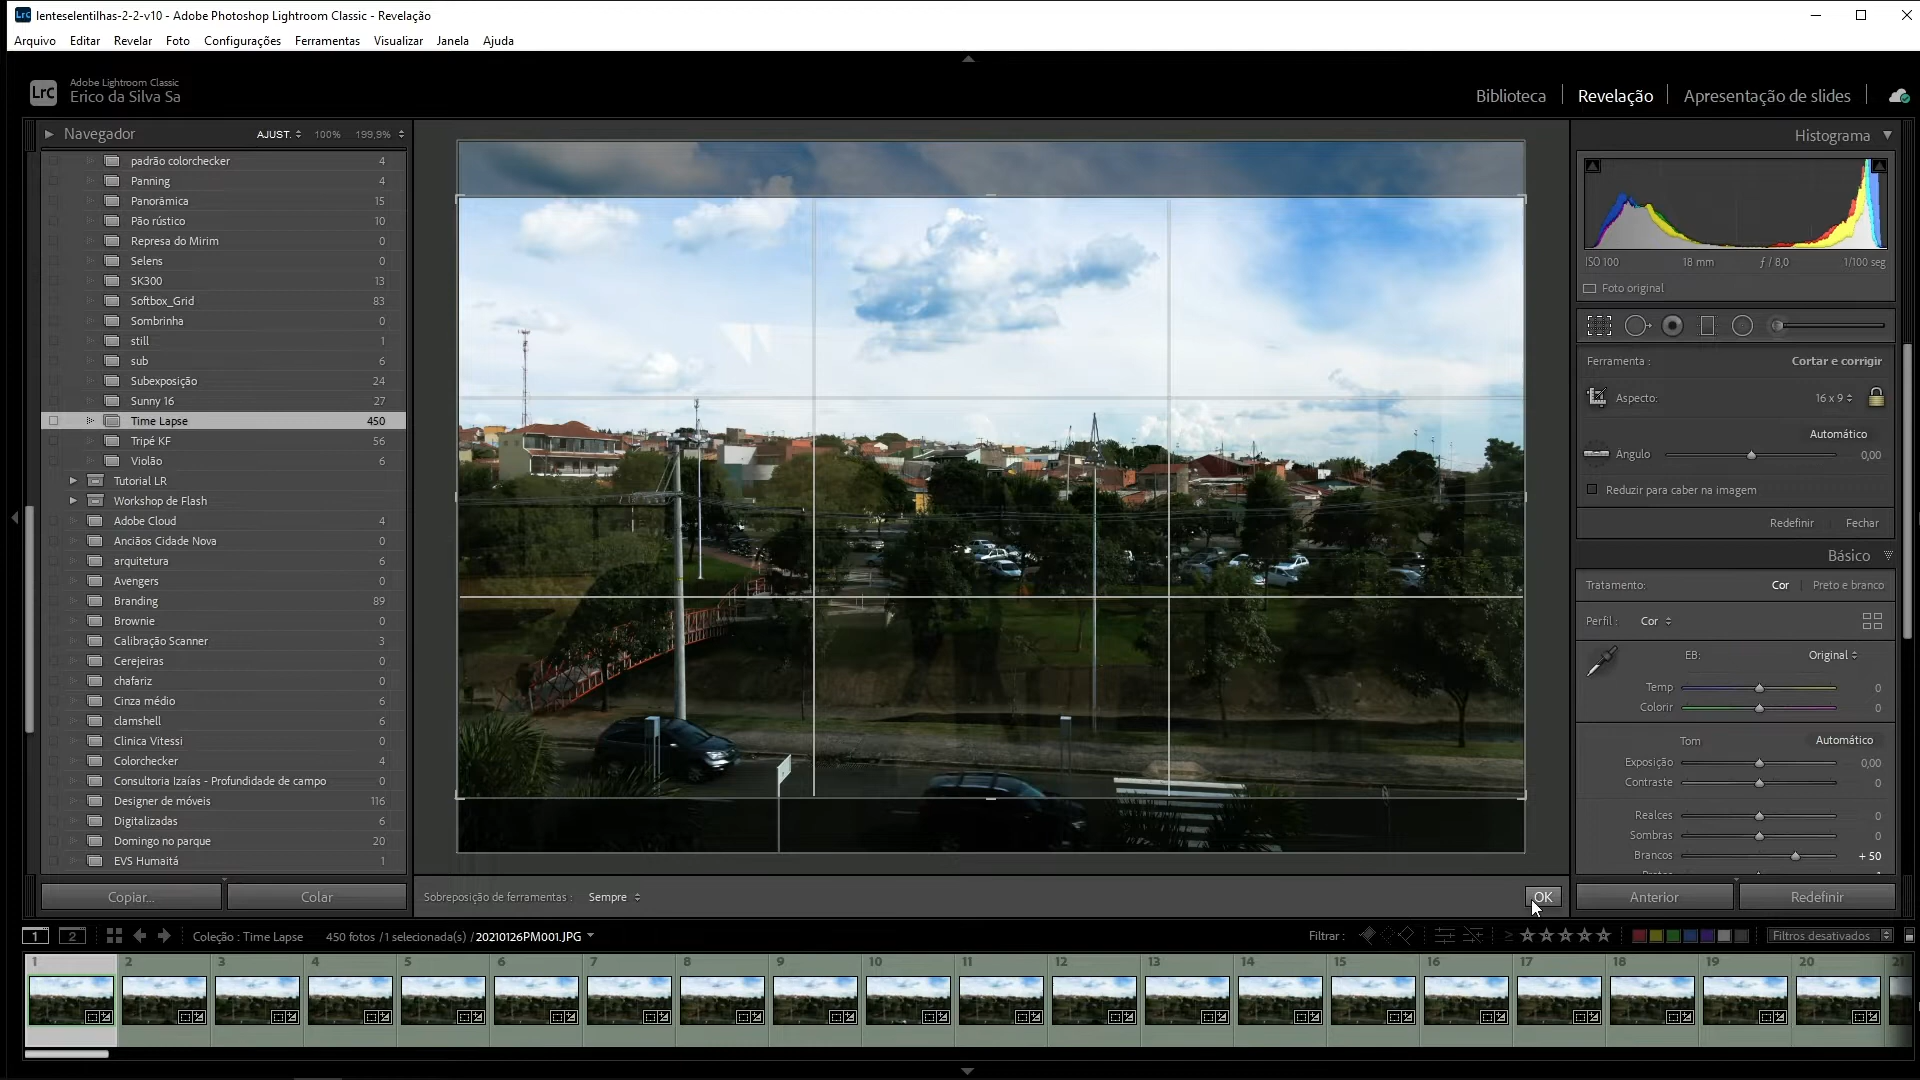 lenteselentilhas-2-2-v10 - Adobe Photoshop Lightroom Classic - Revelação
Arquivo Editar Revelar Foto Configurações Ferramentas Visualizar Janela Ajuda
LrC Adobe Lightroom Classic
Erico da Silva Sa
Biblioteca Revelação Apresentação de slides
Navegador AJUST. 100% 199,9%
padrão colorchecker 4
Panning 4
Panorâmica 15
Pão rústico 10
Represa do Mirim 0
Selens 0
SK300 13
Softbox_Grid 83
Sombrinha 0
still 1
sub 6
Subexposição 24
Sunny 16 27
Time Lapse 450
Tripé KF 56
Violão 6
Tutorial LR
Workshop de Flash
Adobe Cloud 4
Anciãos Cidade Nova 0
arquitetura 6
Avengers 0
Branding 89
Brownie 0
Calibração Scanner 3
Cerejeiras 0
chafariz 0
Cinza médio 6
clamshell 6
Clinica Vitessi 0
Colorchecker 4
Consultoria Izaías - Profundidade de campo 0
Designer de móveis 116
Digitalizadas 6
Domingo no parque 20
EVS Humaitá 1
Copiar... Colar
Sobreposição de ferramentas : Sempre OK
Histograma
ISO 100 18 mm ƒ / 8,0 1/100 seg
Foto original
Ferramenta : Cortar e corrigir
Aspecto: 16 x 9
Automático
Ângulo 0,00
Reduzir para caber na imagem
Redefinir Fechar
Básico
Tratamento: Cor Preto e branco
Perfil : Cor
EB: Original
Temp 0
Colorir 0
Tom Automático
Exposição 0,00
Contraste 0
Realces 0
Sombras 0
Brancos + 50
Anterior Redefinir
1 2 Coleção : Time Lapse 450 fotos /1 selecionada(s) /20210126PM001.JPG Filtrar : ≥ Filtros desativados
1 2 3 4 5 6 7 8 9 10 11 12 13 14 15 16 17 18 19 20 21